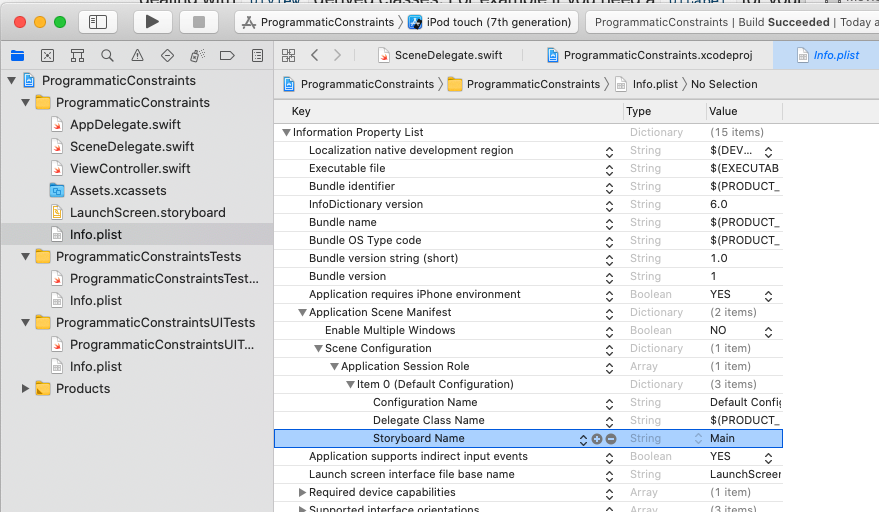 ProgrammaticConstraints iPod touch (7th generation) ProgrammaticConstraints | Build Succeeded | Today a
SceneDelegate.swift ProgrammaticConstraints.xcodeproj Info.plist
ProgrammaticConstraints ProgrammaticConstraints Info.plist No Selection
ProgrammaticConstraints
ProgrammaticConstraints
AppDelegate.swift
SceneDelegate.swift
ViewController.swift
Assets.xcassets
LaunchScreen.storyboard
Info.plist
ProgrammaticConstraintsTests
ProgrammaticConstraintsTest...
Info.plist
ProgrammaticConstraintsUITests
ProgrammaticConstraintsUIT...
Info.plist
Products
Key Type Value
Information Property List Dictionary (15 items)
Localization native development region String $(DEV...
Executable file String $(EXECUTAB
Bundle identifier String $(PRODUCT_
InfoDictionary version String 6.0
Bundle name String $(PRODUCT_
Bundle OS Type code String $(PRODUCT_
Bundle version string (short) String 1.0
Bundle version String 1
Application requires iPhone environment Boolean YES
Application Scene Manifest Dictionary (2 items)
Enable Multiple Windows Boolean NO
Scene Configuration Dictionary (1 item)
Application Session Role Array (1 item)
Item 0 (Default Configuration) Dictionary (3 items)
Configuration Name String Default Config
Delegate Class Name String $(PRODUCT_
Storyboard Name String Main
Application supports indirect input events Boolean YES
Launch screen interface file base name String LaunchScreen
Required device capabilities Array (1 item)
Supported interface orientations Array (3 items)